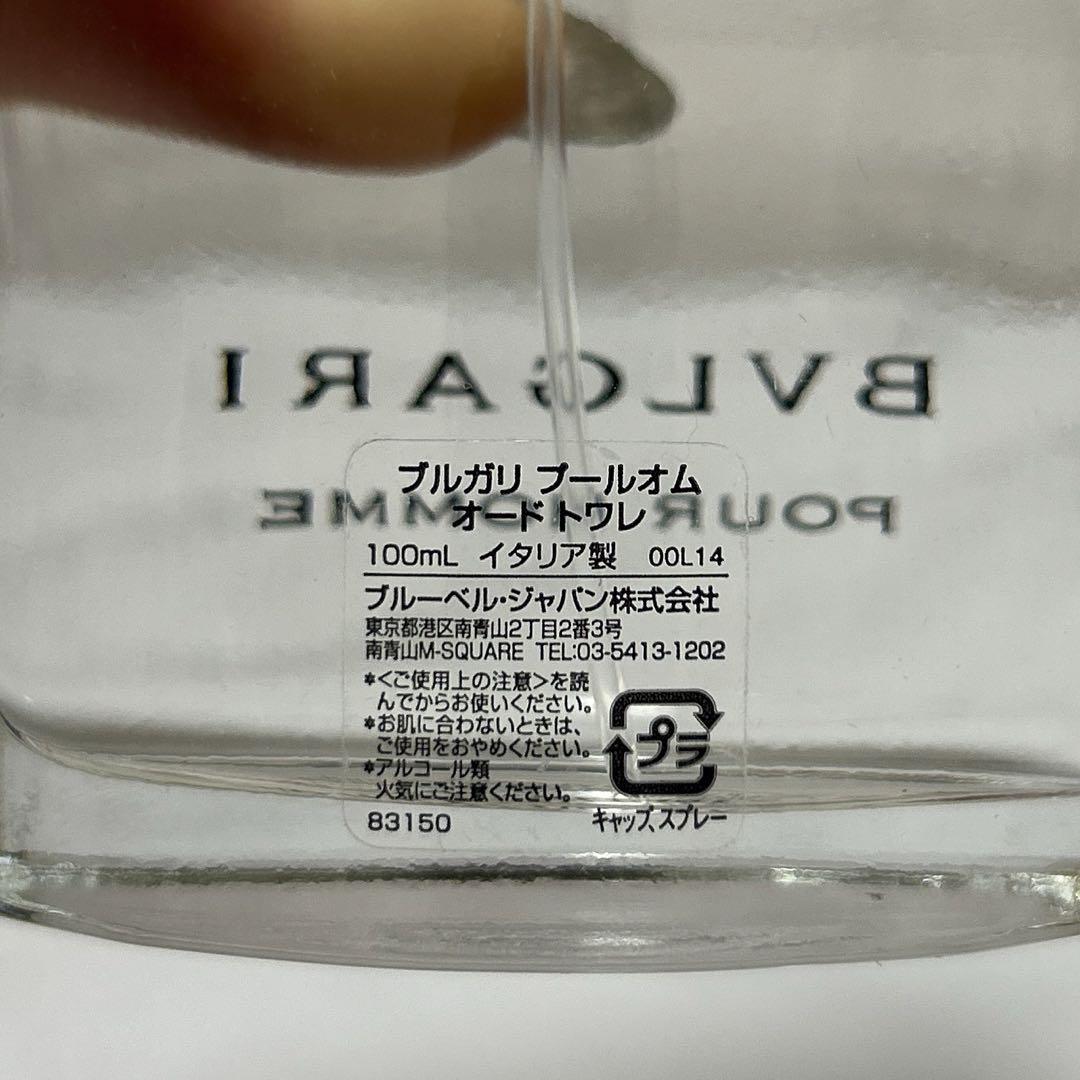 BVLGARI
POUR HOMME
ブルガリ プールオム
オード トワレ
100mL イタリア製 00L14
ブルーベル・ジャパン株式会社
東京都港区南青山2丁目2番3号
南青山M-SQUARE TEL:03-5413-1202
*<ご使用上の注意>を読
んでからお使いください。
*お肌に合わないときは、
ご使用をおやめください。
*アルコール類
火気にご注意ください。
プラ
83150 キャップ、スプレー